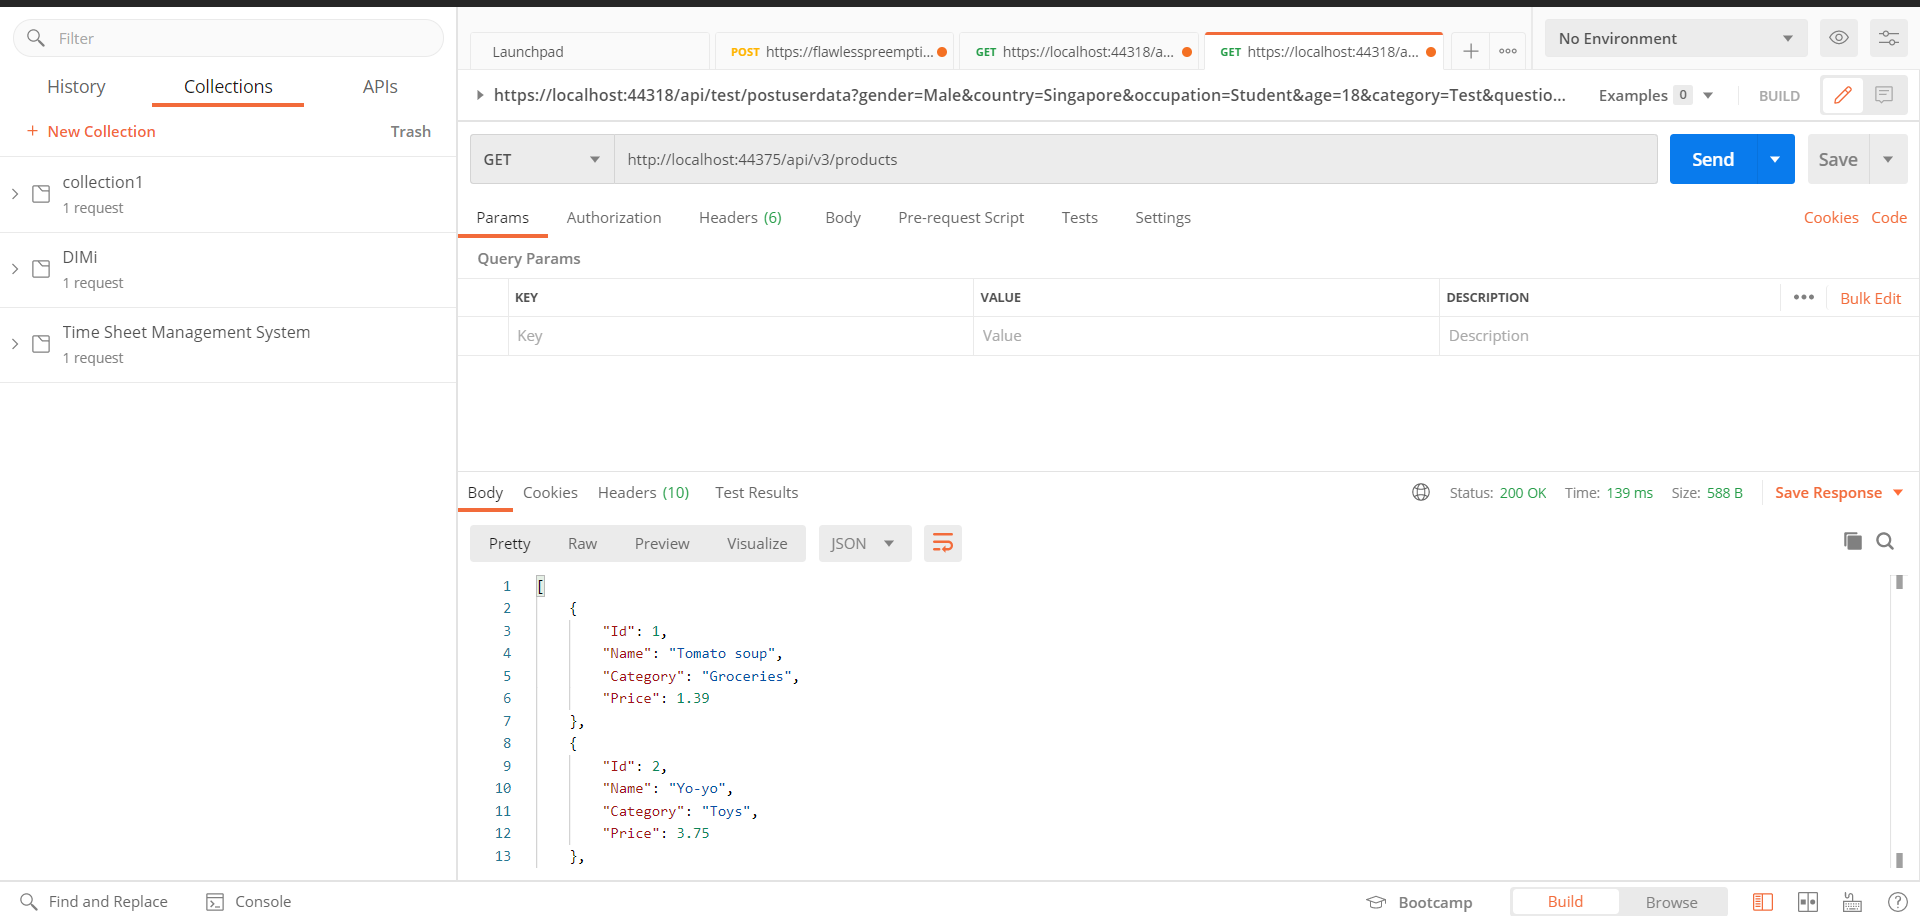 Filter
History Collections APIs
+ New Collection Trash
collection1
1 request
DIMi
1 request
Time Sheet Management System
1 request
Launchpad POST https://flawlesspreempti... GET https://localhost:44318/a... GET https://localhost:44318/a... No Environment
https://localhost:44318/api/test/postuserdata?gender=Male&country=Singapore&occupation=Student&age=18&category=Test&questio... Examples 0 BUILD
GET http://localhost:44375/api/v3/products Send Save
Params Authorization Headers (6) Body Pre-request Script Tests Settings Cookies Code
Query Params
KEY VALUE DESCRIPTION ••• Bulk Edit
Key Value Description
Body Cookies Headers (10) Test Results Status: 200 OK Time: 139 ms Size: 588 B Save Response
Pretty Raw Preview Visualize JSON
1 [
2 {
3 "Id": 1,
4 "Name": "Tomato soup",
5 "Category": "Groceries",
6 "Price": 1.39
7 },
8 {
9 "Id": 2,
10 "Name": "Yo-yo",
11 "Category": "Toys",
12 "Price": 3.75
13 },
Find and Replace Console Bootcamp Build Browse